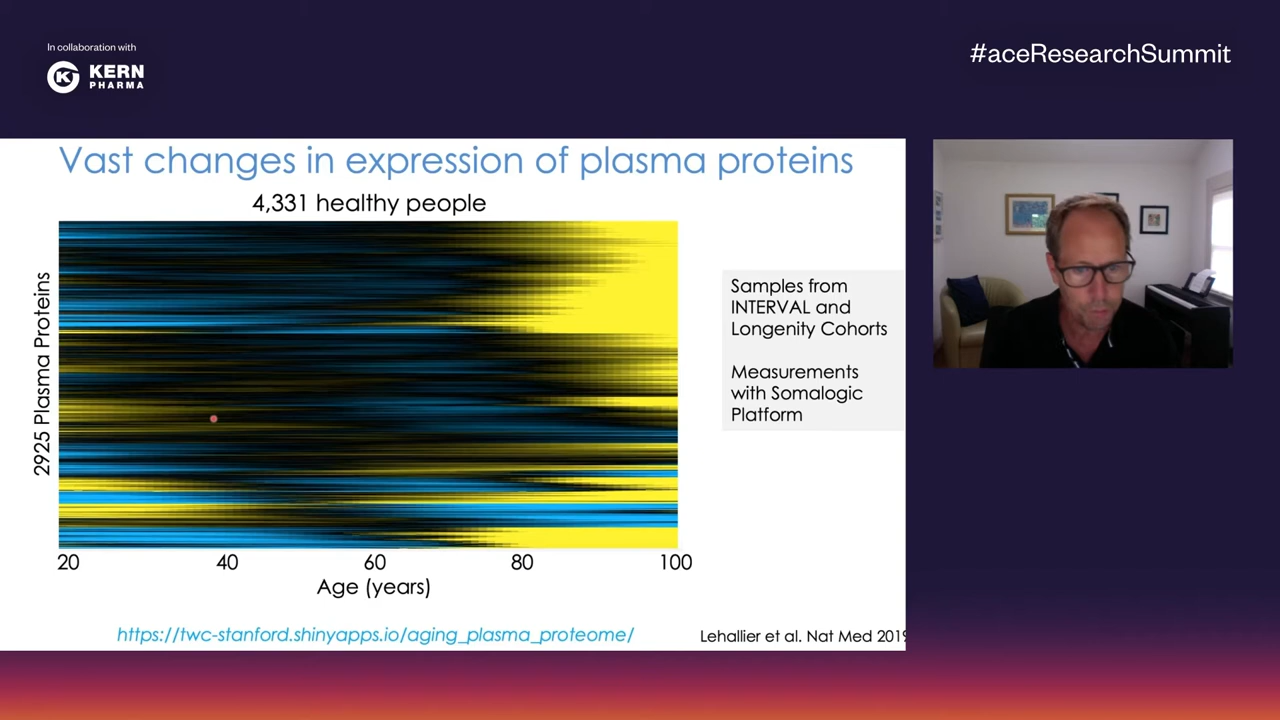 In collaboration with
K KERN
PHARMA
#aceResearchSummit
Vast changes in expression of plasma proteins
4,331 healthy people
2925 Plasma Proteins
20 40 60 80 100
Age (years)
Samples from
INTERVAL and
Longenity Cohorts
Measurements
with Somalogic
Platform
https://twc-stanford.shinyapps.io/aging_plasma_proteome/
Lehallier et al. Nat Med 2019